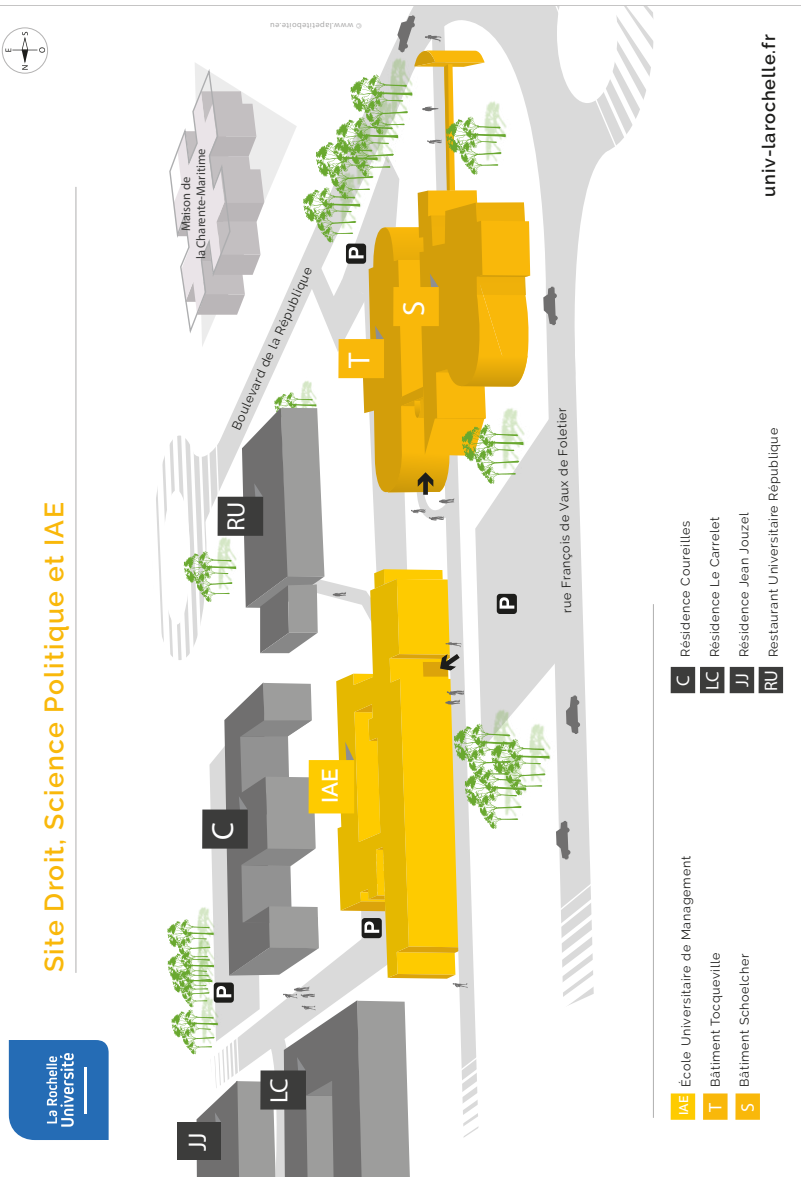 La Rochelle
Université
Site Droit, Science Politique et IAE
N
E
S
O
© www.lapetiteboite.eu
Maison de
la Charente-Maritime
Boulevard de la République
JJ
LC
P
C
RU
P
IAE
T
P
S
P
rue François de Vaux de Foletier
IAE École Universitaire de Management
T Bâtiment Tocqueville
S Bâtiment Schoelcher
C Résidence Coureilles
LC Résidence Le Carrelet
JJ Résidence Jean Jouzel
RU Restaurant Universitaire République
univ-larochelle.fr